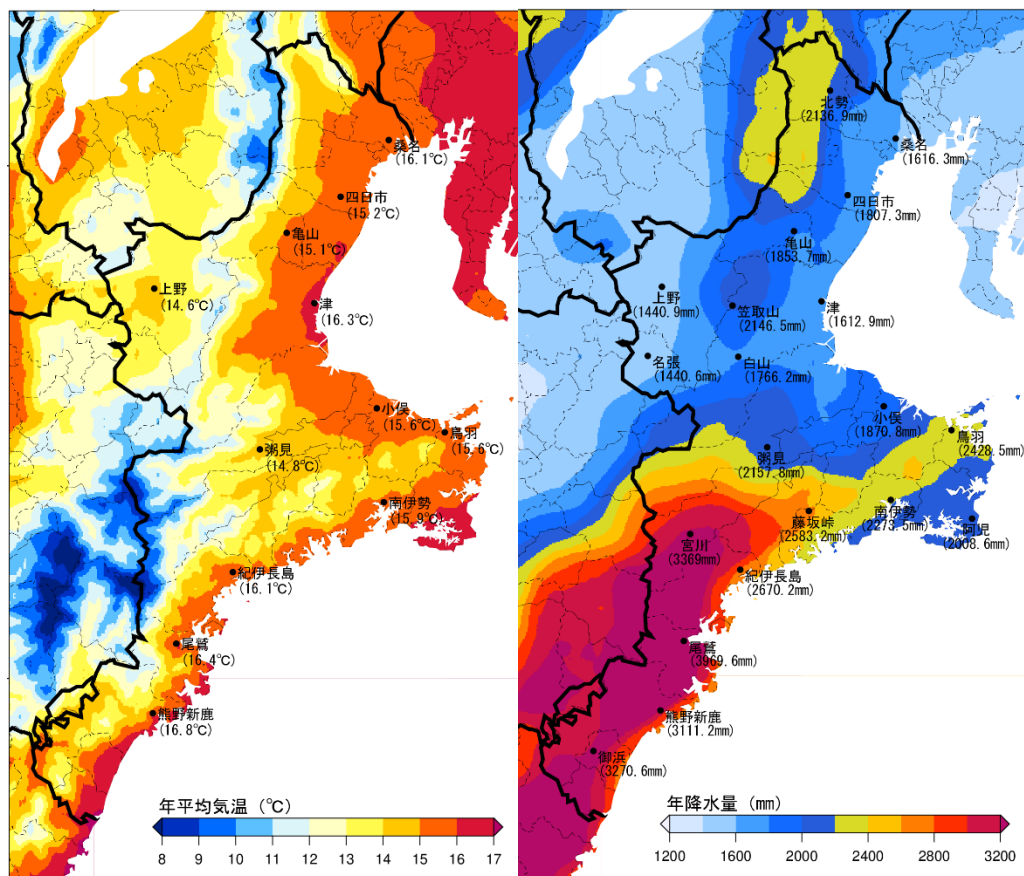 桑名
(16.1℃)
四日市
(15.2℃)
亀山
(15.1℃)
上野
(14.6℃)
津
(16.3℃)
小俣
(15.6℃)
鳥羽
(15.6℃)
粥見
(14.8℃)
南伊勢
(15.9℃)
紀伊長島
(16.1℃)
尾鷲
(16.4℃)
熊野新鹿
(16.8℃)
年平均気温 (℃)
8 9 10 11 12 13 14 15 16 17
北勢
(2136.9mm)
桑名
(1616.3mm)
四日市
(1807.3mm)
亀山
(1853.7mm)
上野
(1440.9mm)
笠取山
(2146.5mm)
津
(1612.9mm)
名張
(1440.6mm)
白山
(1766.2mm)
小俣
(1870.8mm)
鳥羽
(2428.5mm)
粥見
(2157.8mm)
南伊勢
(2273.5mm)
藤坂峠
(2583.2mm)
阿児
(2008.6mm)
宮川
(3369mm)
紀伊長島
(2670.2mm)
尾鷲
(3969.6mm)
熊野新鹿
(3111.2mm)
御浜
(3270.6mm)
年降水量 (mm)
1200 1600 2000 2400 2800 3200